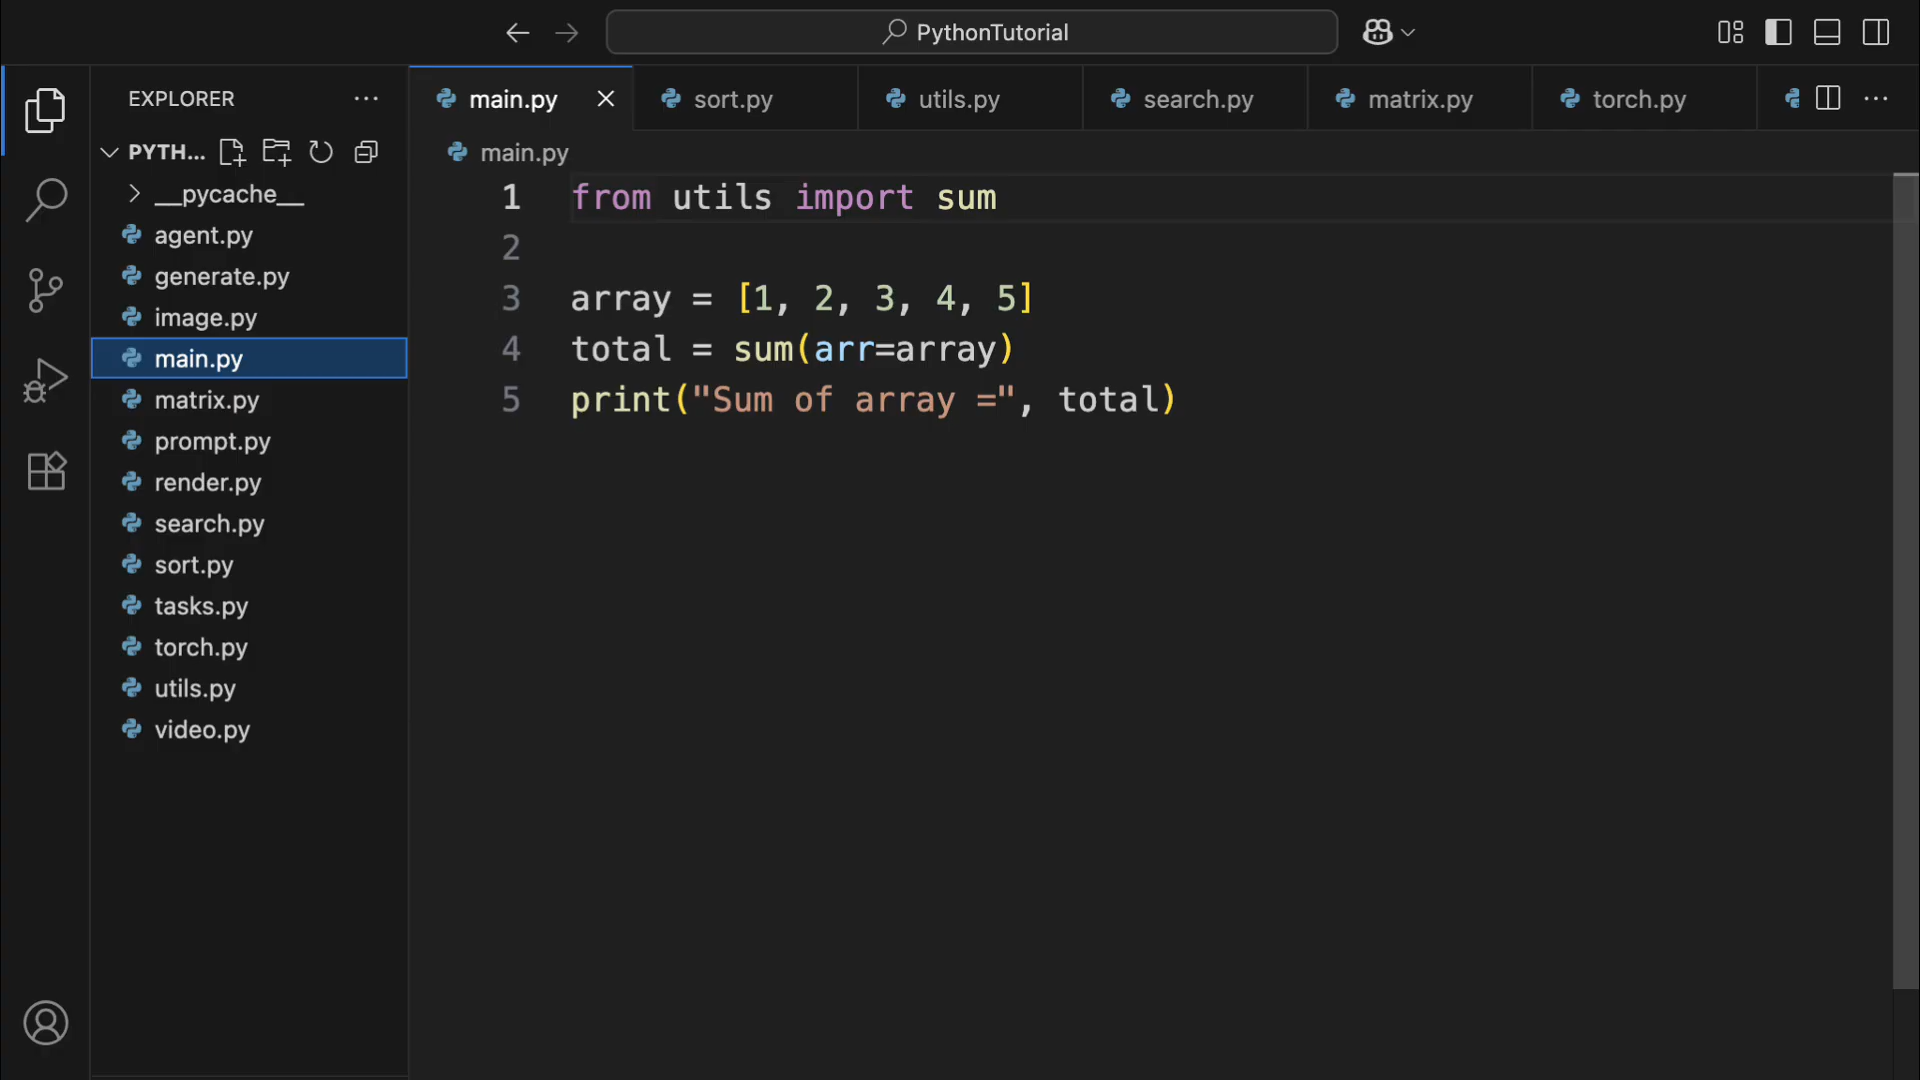 PythonTutorial
EXPLORER
PYTH...
__pycache__
agent.py
generate.py
image.py
main.py
matrix.py
prompt.py
render.py
search.py
sort.py
tasks.py
torch.py
utils.py
video.py
main.py sort.py utils.py search.py matrix.py torch.py
main.py
1 from utils import sum
2
3 array = [1, 2, 3, 4, 5]
4 total = sum(arr=array)
5 print("Sum of array =", total)